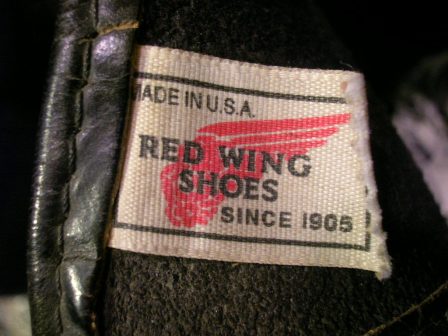 MADE IN U.S.A.
RED WING
SHOES
SINCE 1905